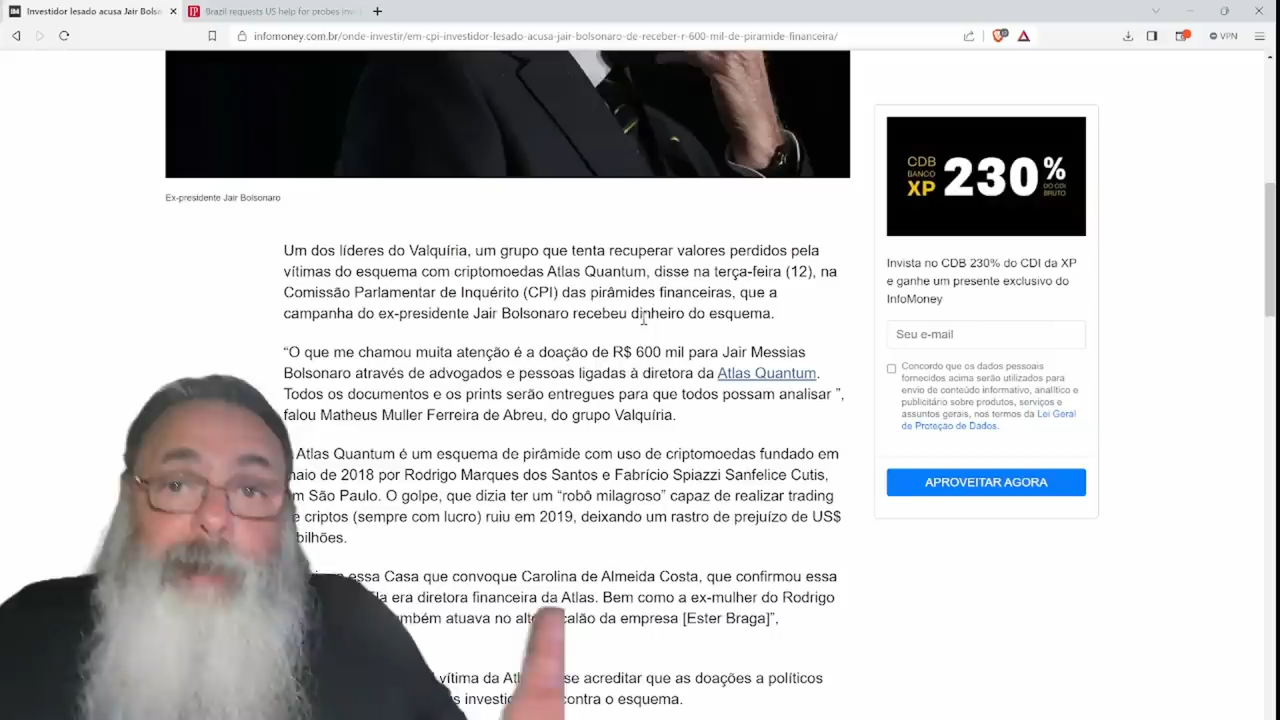 Investidor lesado acusa Jair Bols
Brazil requests US help for probes inv
infomoney.com.br/onde-investir/em-cpi-investidor-lesado-acusa-jair-bolsonaro-de-receber-r-600-mil-de-piramide-financeira/
VPN
Ex-presidente Jair Bolsonaro
Um dos líderes do Valquíria, um grupo que tenta recuperar valores perdidos pela
vítimas do esquema com criptomoedas Atlas Quantum, disse na terça-feira (12), na
Comissão Parlamentar de Inquérito (CPI) das pirâmides financeiras, que a
campanha do ex-presidente Jair Bolsonaro recebeu dinheiro do esquema.
“O que me chamou muita atenção é a doação de R$ 600 mil para Jair Messias
Bolsonaro através de advogados e pessoas ligadas à diretora da Atlas Quantum.
Todos os documentos e os prints serão entregues para que todos possam analisar ”,
falou Matheus Muller Ferreira de Abreu, do grupo Valquíria.
Atlas Quantum é um esquema de pirâmide com uso de criptomoedas fundado em
maio de 2018 por Rodrigo Marques dos Santos e Fabrício Spiazzi Sanfelice Cutis,
em São Paulo. O golpe, que dizia ter um “robô milagroso” capaz de realizar trading
criptos (sempre com lucro) ruiu em 2019, deixando um rastro de prejuízo de US$
bilhões.
essa Casa que convoque Carolina de Almeida Costa, que confirmou essa
era diretora financeira da Atlas. Bem como a ex-mulher do Rodrigo
também atuava no alto escalão da empresa [Ester Braga]”,
vítima da se acreditar que as doações a políticos
contra o esquema.
CDB
BANCO
XP
230%
DO CDI
BRUTO
Invista no CDB 230% do CDI da XP
e ganhe um presente exclusivo do
InfoMoney
Seu e-mail
Concordo que os dados pessoais
fornecidos acima serão utilizados para
envio de conteúdo informativo, analítico e
publicitário sobre produtos, serviços e
assuntos gerais, nos termos da Lei Geral
de Proteção de Dados.
APROVEITAR AGORA